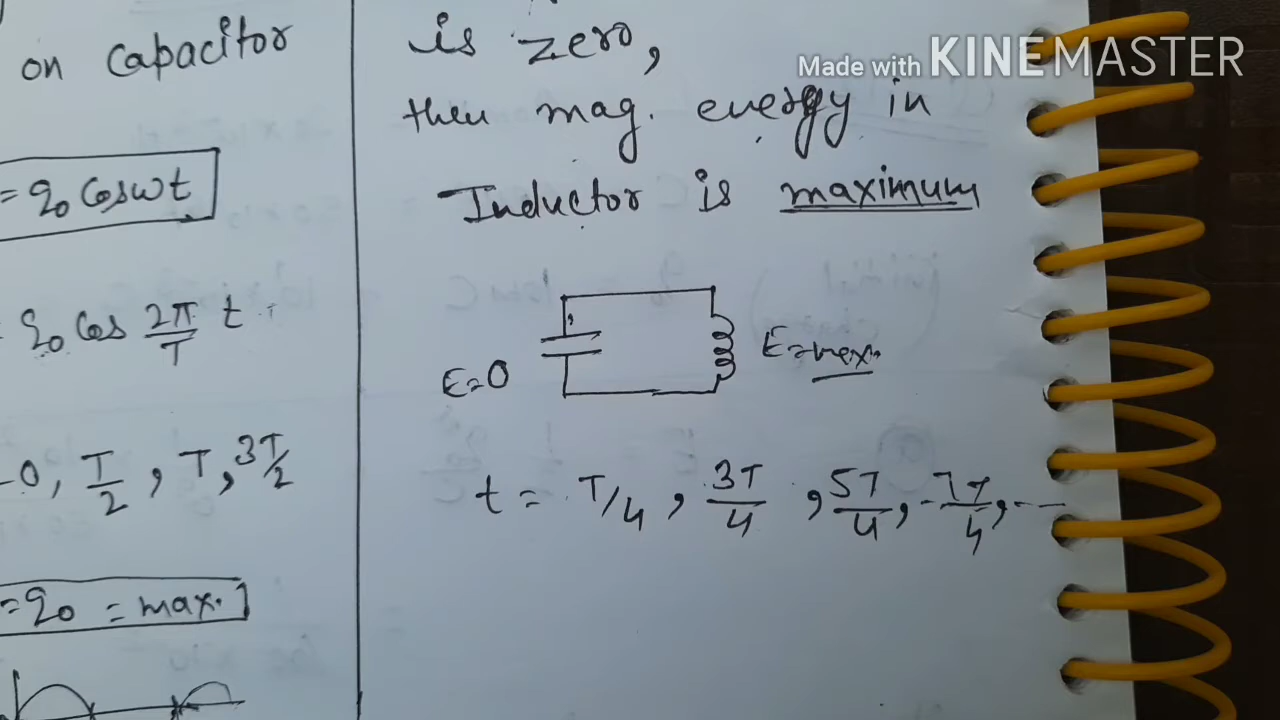 on capacitor
= q₀ Cosωt
q₀ Cos 2π/T t
0, T/2, T, 3T/2
= q₀ = max.
is zero,
then mag. energy in
Inductor is maximum
E=0
E=max.
t = T/4, 3T/4, 5T/4, 7T/4, ---
Made with KINEMASTER